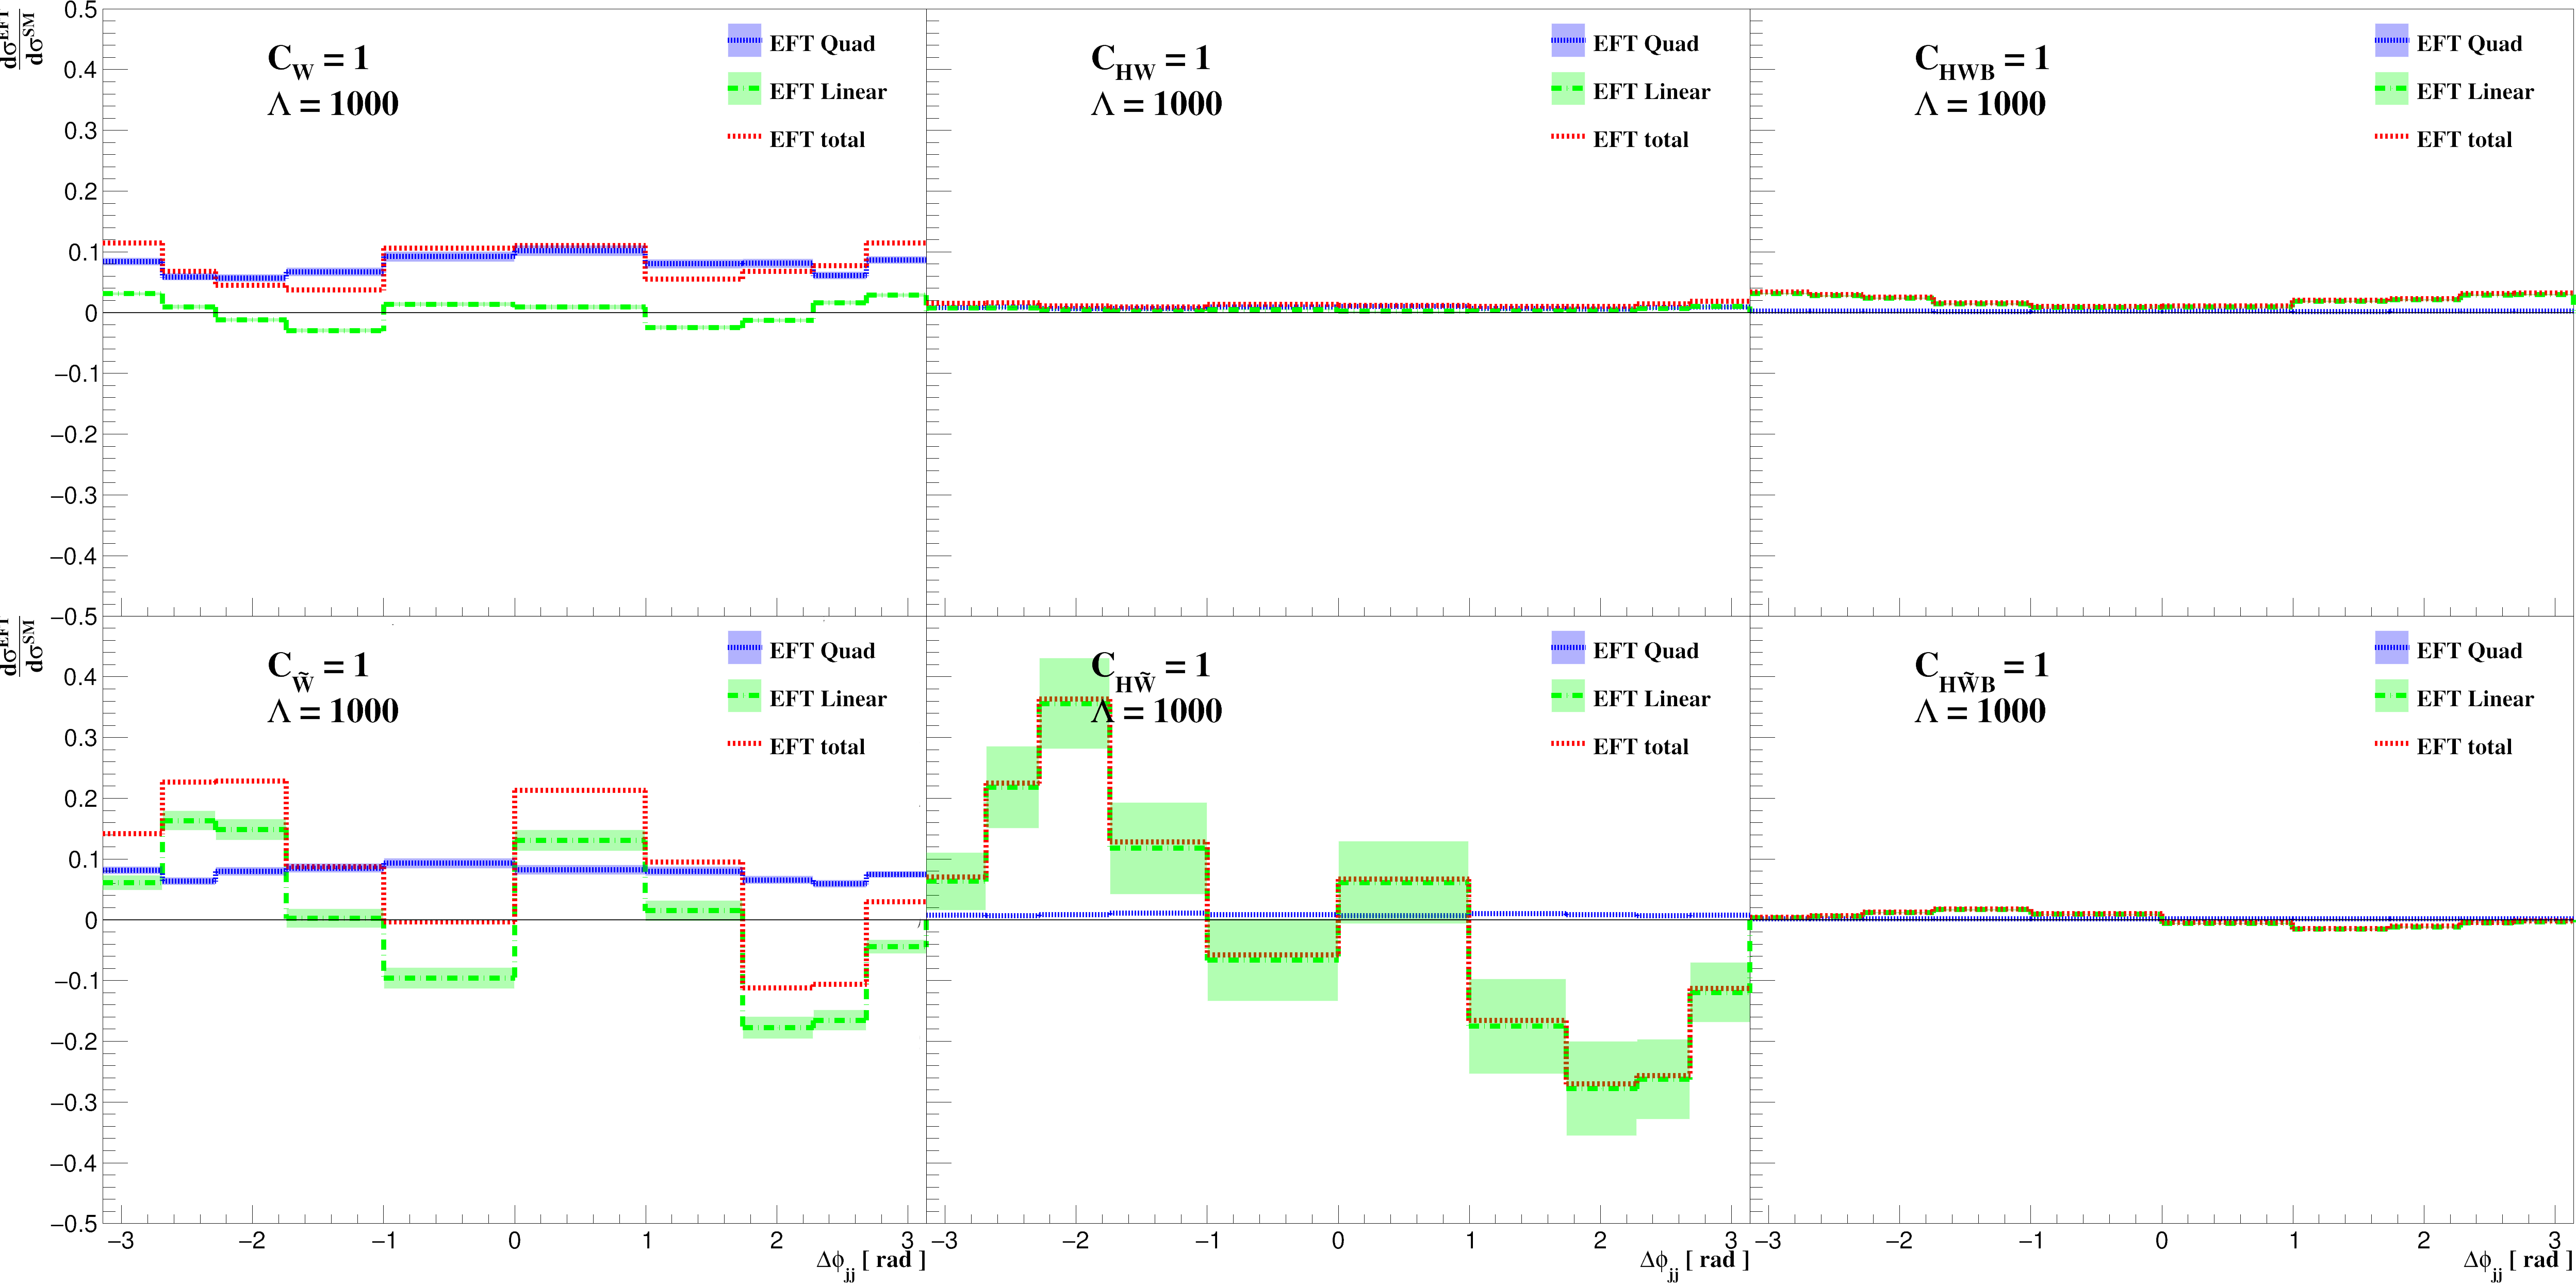 dσ^EFT
dσ^SM
C_W = 1
Λ = 1000
EFT Quad
EFT Linear
EFT total
C_HW = 1
Λ = 1000
EFT Quad
EFT Linear
EFT total
C_HWB = 1
Λ = 1000
EFT Quad
EFT Linear
EFT total
0.5
0.4
0.3
0.2
0.1
0
−0.1
−0.2
−0.3
−0.4
−0.5
dσ^EFT
dσ^SM
C_W̃ = 1
Λ = 1000
EFT Quad
EFT Linear
EFT total
C_HW̃ = 1
Λ = 1000
EFT Quad
EFT Linear
EFT total
C_HW̃B = 1
Λ = 1000
EFT Quad
EFT Linear
EFT total
0.4
0.3
0.2
0.1
0
−0.1
−0.2
−0.3
−0.4
−0.5
−3 −2 −1 0 1 2 3
Δϕ_jj [ rad ]
−3 −2 −1 0 1 2 3
Δϕ_jj [ rad ]
−3 −2 −1 0 1 2 3
Δϕ_jj [ rad ]